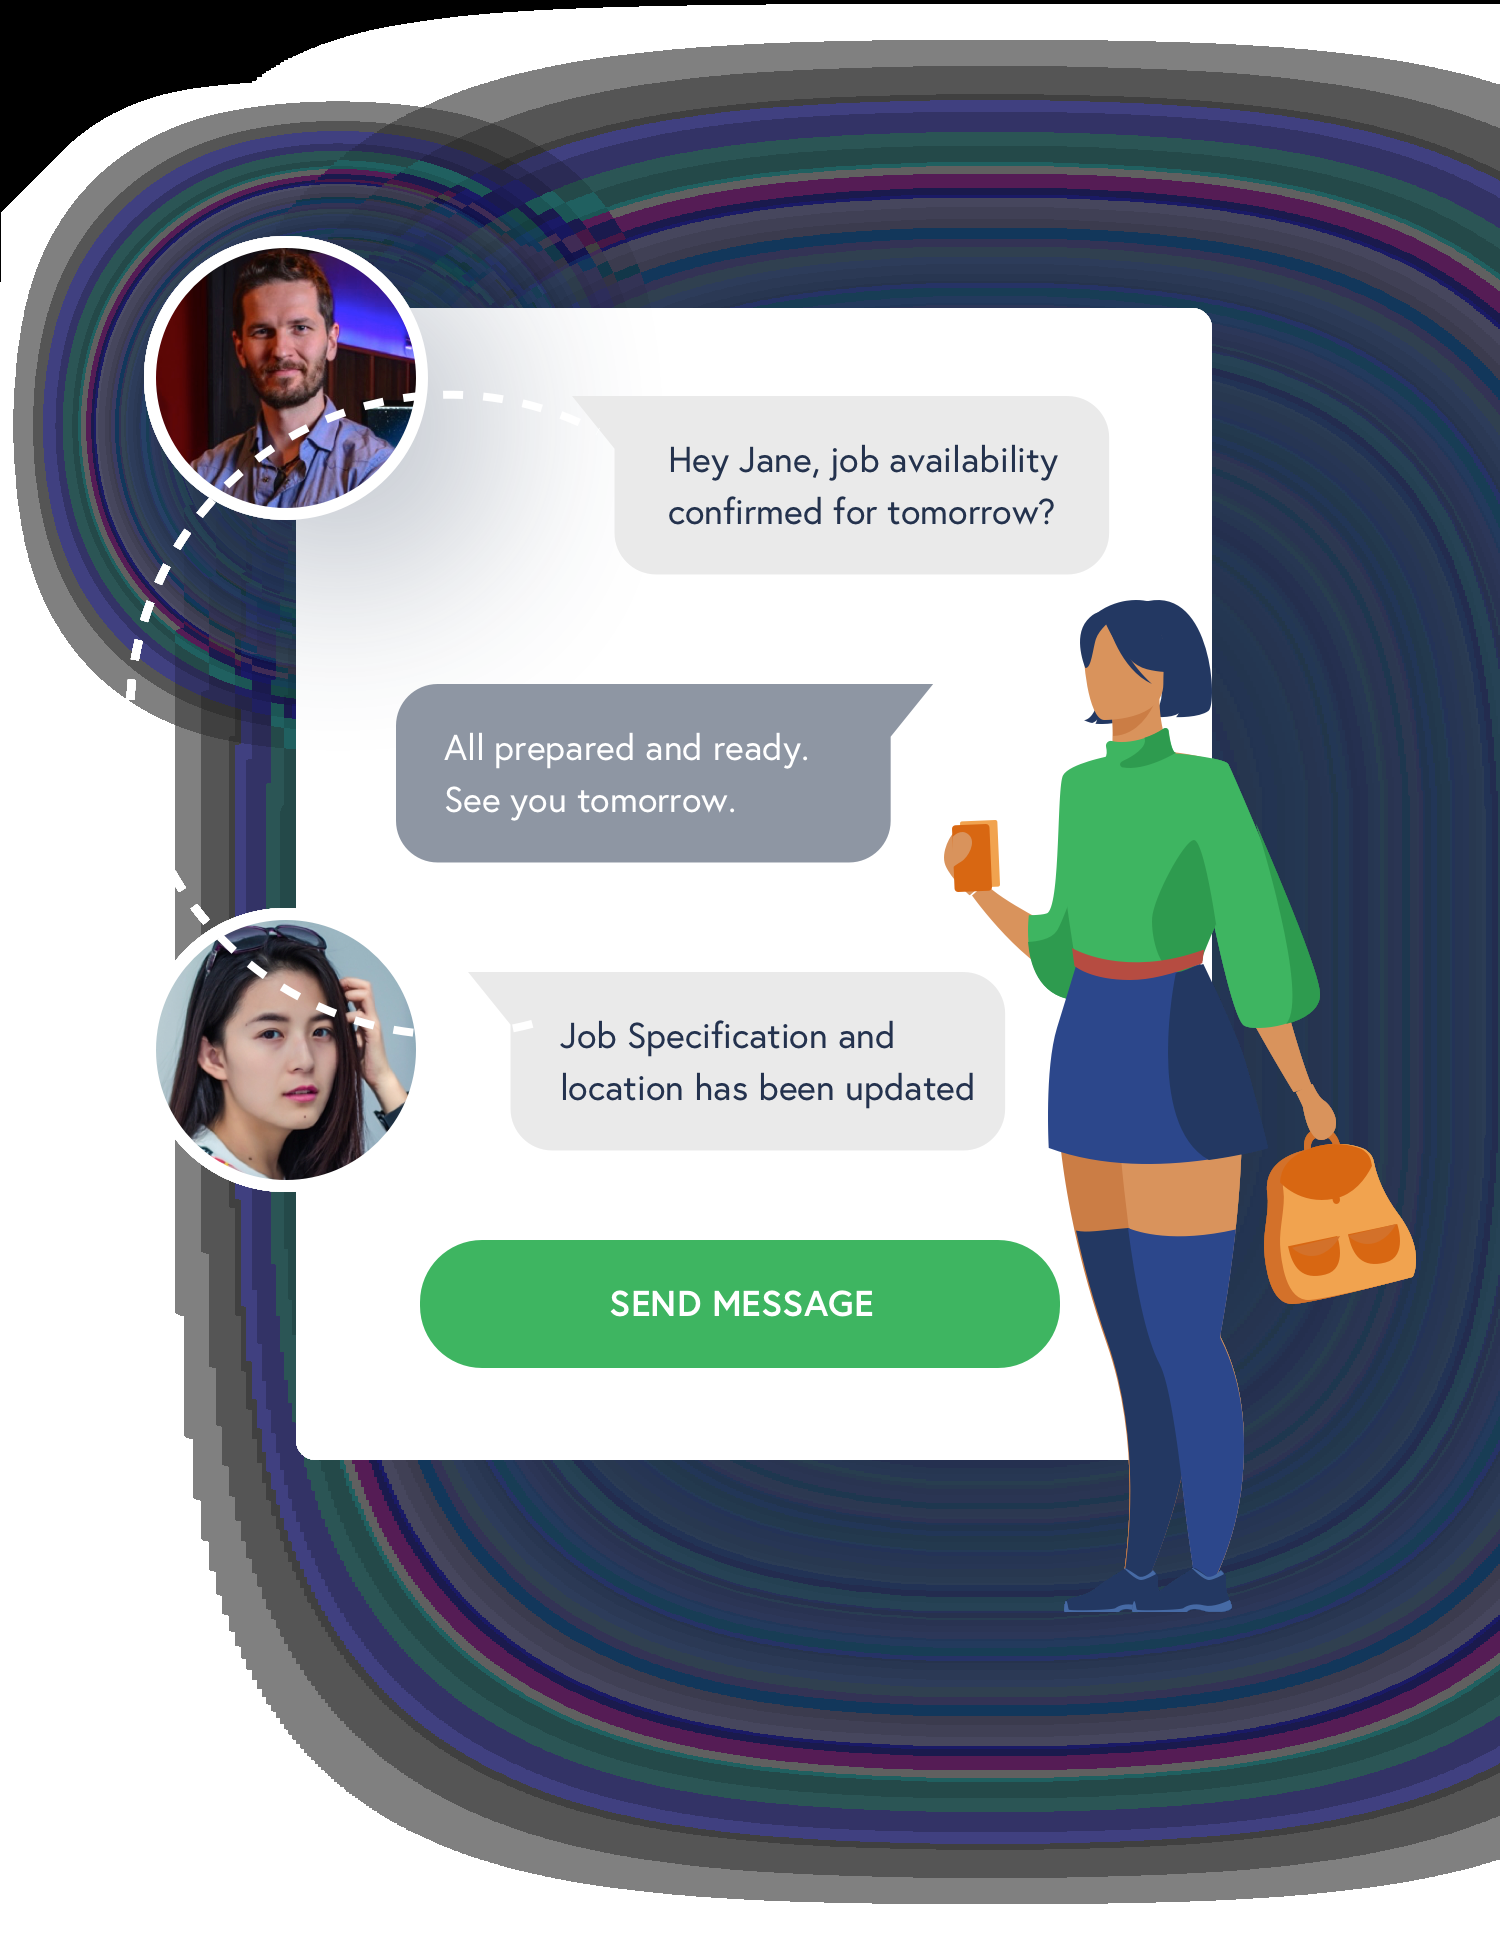 Hey Jane, job availability
confirmed for tomorrow?
All prepared and ready.
See you tomorrow.
Job Specification and
location has been updated
SEND MESSAGE